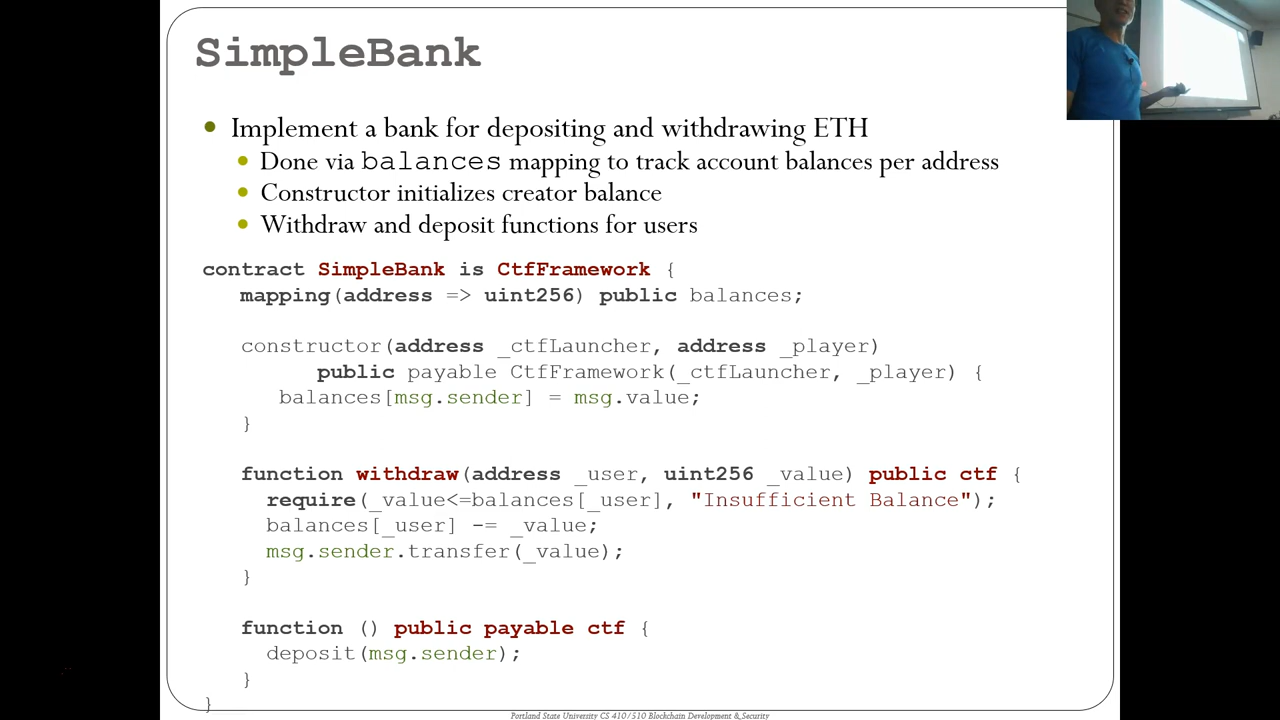 SimpleBank
Implement a bank for depositing and withdrawing ETH
Done via balances mapping to track account balances per address
Constructor initializes creator balance
Withdraw and deposit functions for users
contract SimpleBank is CtfFramework {
mapping(address => uint256) public balances;
constructor(address _ctfLauncher, address _player)
public payable CtfFramework(_ctfLauncher, _player) {
balances[msg.sender] = msg.value;
}
function withdraw(address _user, uint256 _value) public ctf {
require(_value<=balances[_user], "Insufficient Balance");
balances[_user] -= _value;
msg.sender.transfer(_value);
}
function () public payable ctf {
deposit(msg.sender);
}
}
Portland State University CS 410/510 Blockchain Development & Security